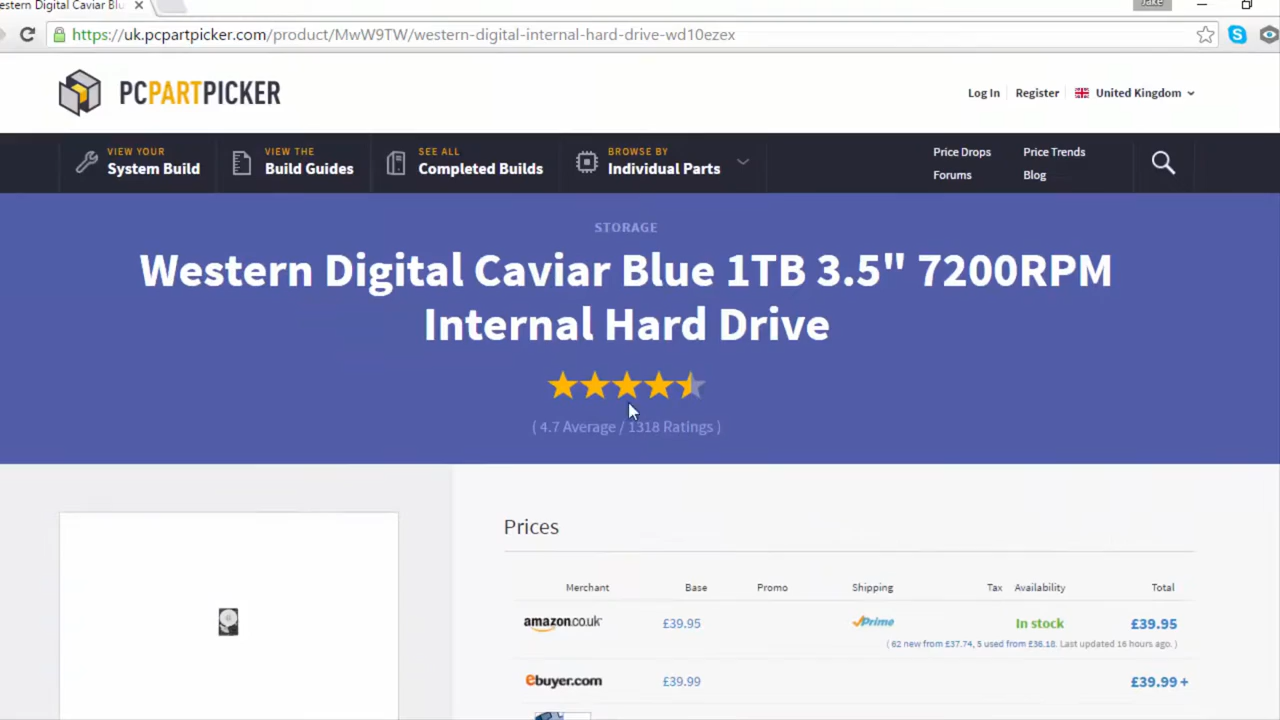 estern Digital Caviar Blu
Jake
https://uk.pcpartpicker.com/product/MwW9TW/western-digital-internal-hard-drive-wd10ezex
PCPARTPICKER
Log In
Register
United Kingdom
VIEW YOUR
System Build
VIEW THE
Build Guides
SEE ALL
Completed Builds
BROWSE BY
Individual Parts
Price Drops
Price Trends
Forums
Blog
STORAGE
Western Digital Caviar Blue 1TB 3.5" 7200RPM
Internal Hard Drive
( 4.7 Average / 1318 Ratings )
Prices
Merchant Base Promo Shipping Tax Availability Total
amazon.co.uk £39.95 Prime In stock £39.95
( 62 new from £37.74, 5 used from £36.18. Last updated 16 hours ago. )
ebuyer.com £39.99 £39.99 +